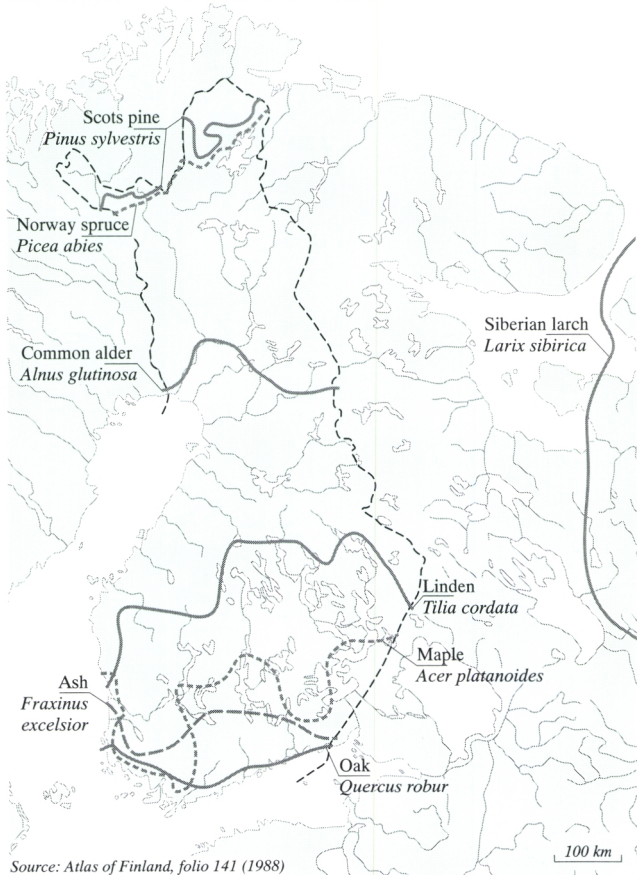 Scots pine
Pinus sylvestris
Norway spruce
Picea abies
Siberian larch
Larix sibirica
Common alder
Alnus glutinosa
Linden
Tilia cordata
Maple
Acer platanoides
Ash
Fraxinus
excelsior
Oak
Quercus robur
100 km
Source: Atlas of Finland, folio 141 (1988)